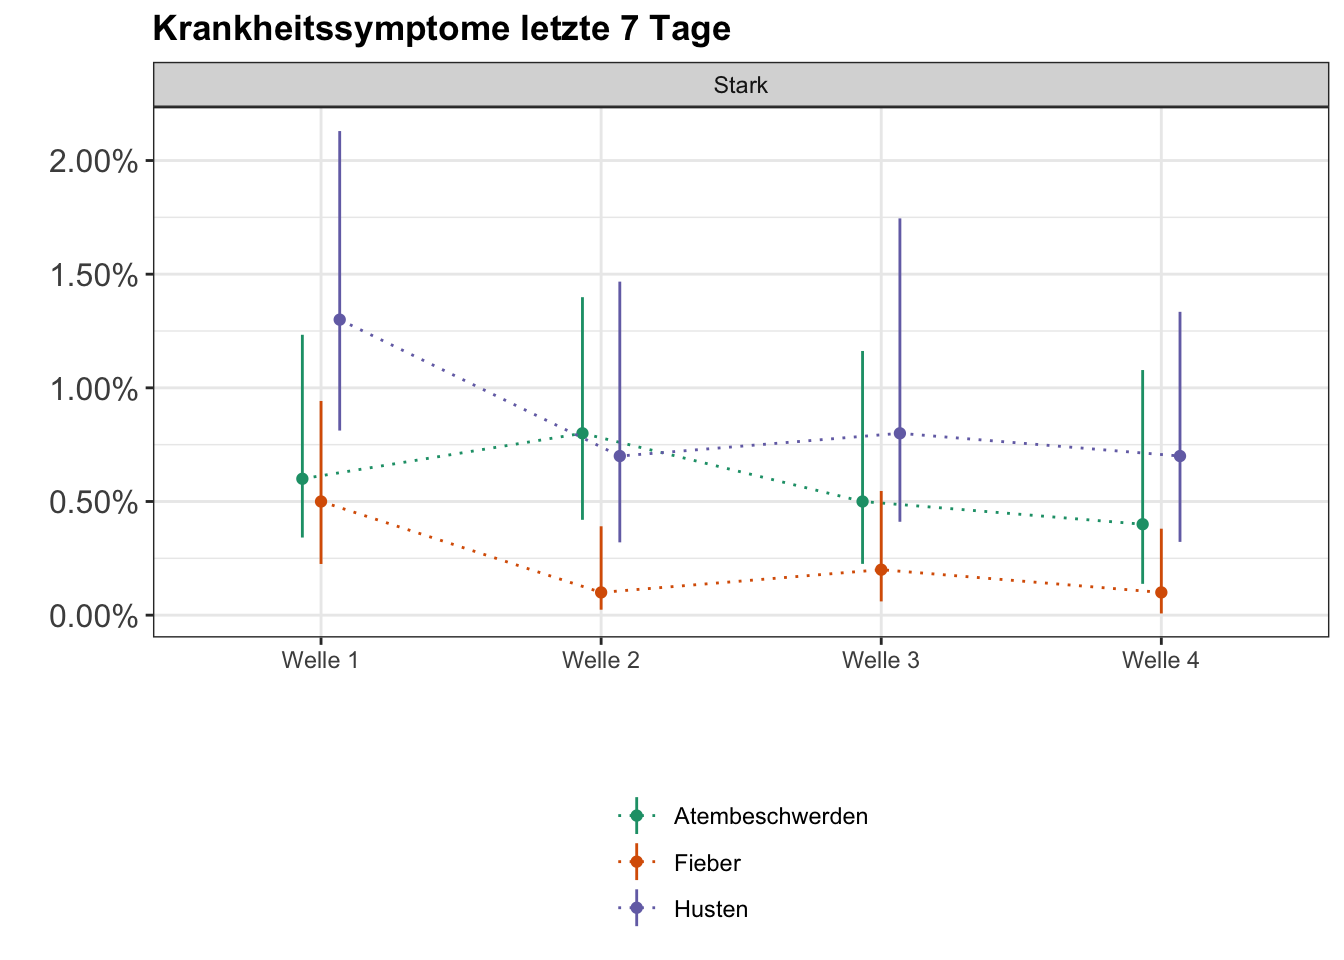 Krankheitssymptome letzte 7 Tage
Stark
2.00%
1.50%
1.00%
0.50%
0.00%
Welle 1 Welle 2 Welle 3 Welle 4
Atembeschwerden
Fieber
Husten